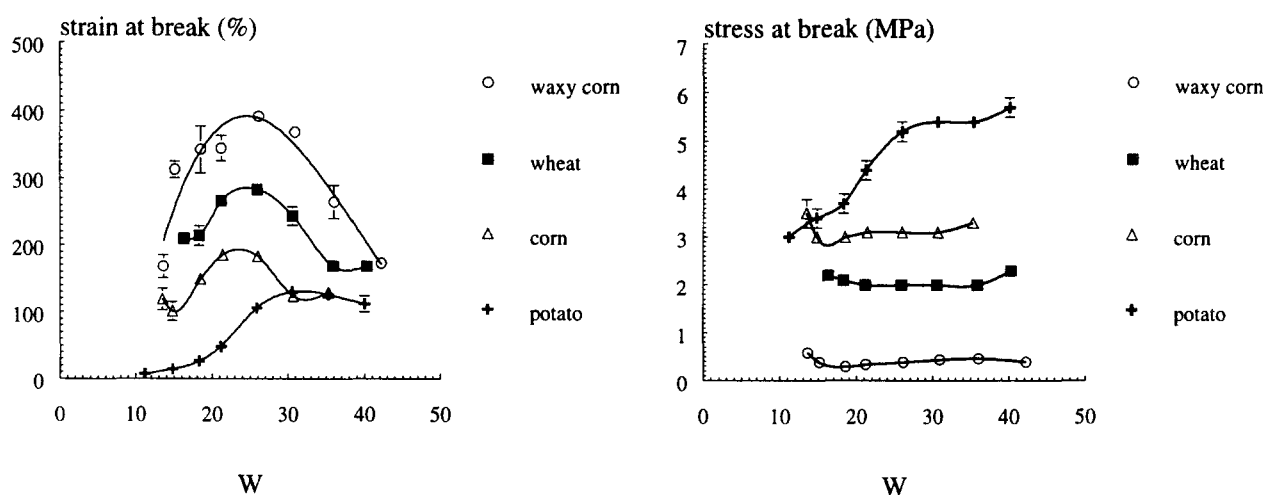 strain at break (%)
500
400
300
200
100
0
0 10 20 30 40 50
W
waxy corn
wheat
corn
potato
stress at break (MPa)
7
6
5
4
3
2
1
0
0 10 20 30 40 50
W
waxy corn
wheat
corn
potato